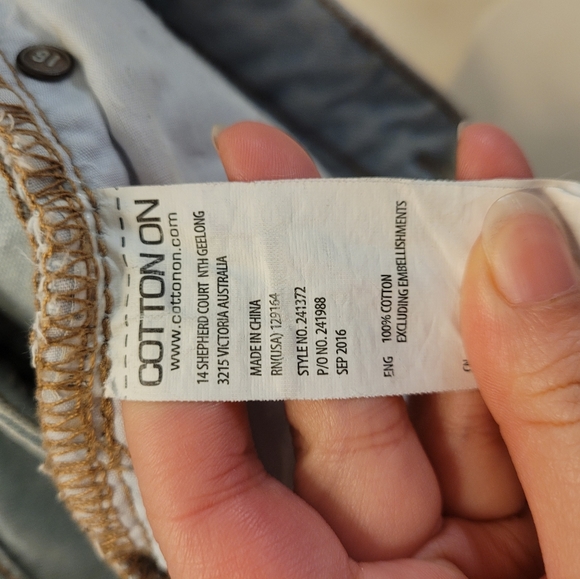 COTTON ON
www.cottonon.com
14 SHEPHERD COURT NTH GEELONG
3215 VICTORIA AUSTRALIA
MADE IN CHINA
RN(USA) 129164
STYLE NO. 241372
P/O NO. 241988
SEP 2016
ENG 100% COTTON
EXCLUDING EMBELLISHMENTS